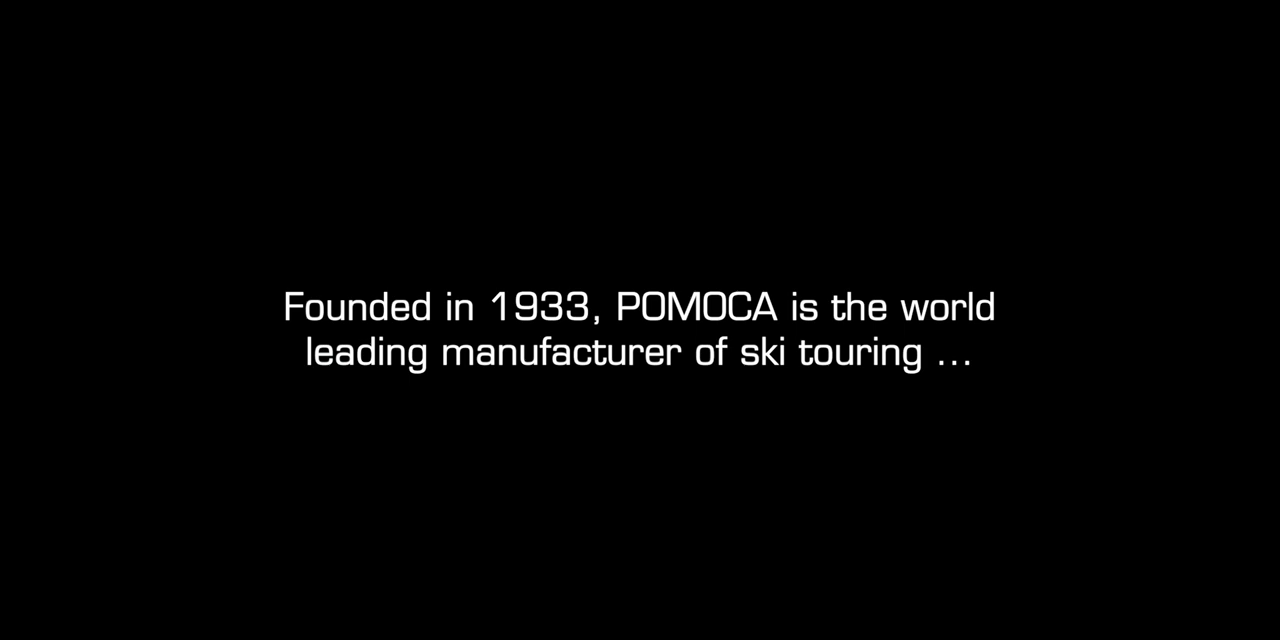 Founded in 1933, POMOCA is the world
leading manufacturer of ski touring ...